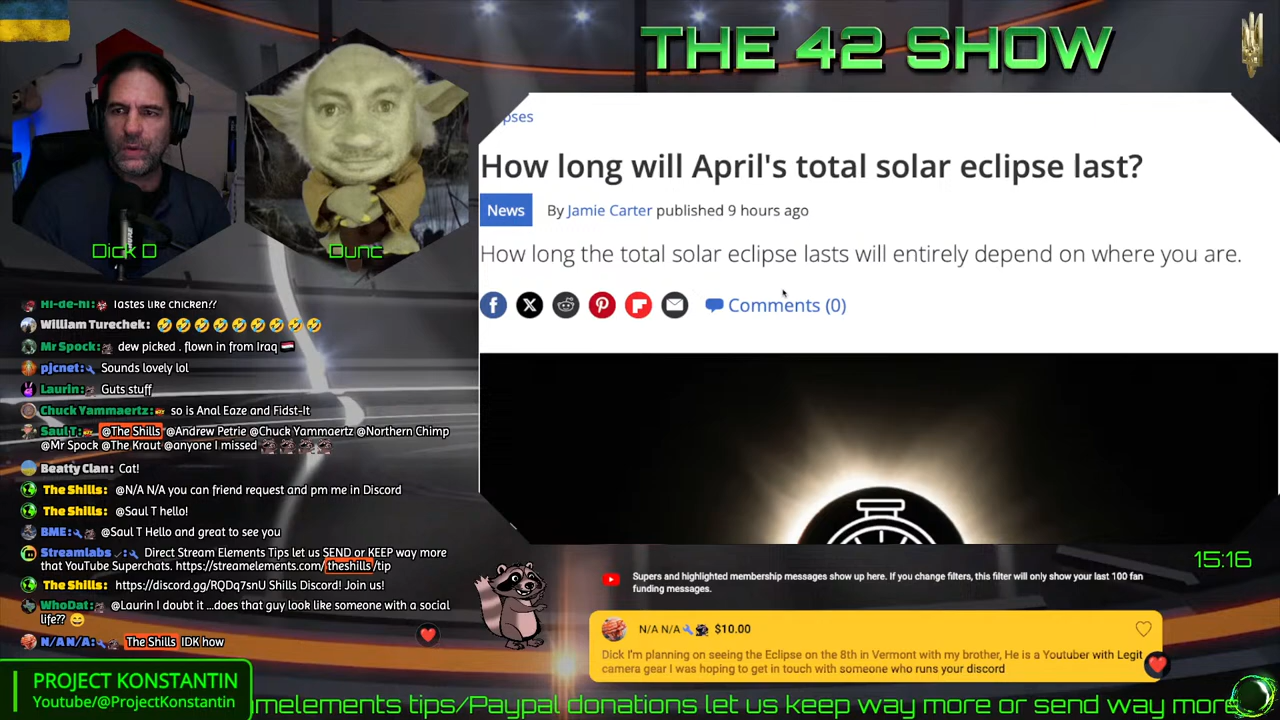 THE 42 SHOW
pses
How long will April's total solar eclipse last?
News By Jamie Carter published 9 hours ago
How long the total solar eclipse lasts will entirely depend on where you are.
Comments (0)
Dick D
Dunc
Hi-de-hi: Tastes like chicken??
William Turechek:
Mr Spock: dew picked . flown in from Iraq
pjcnet: Sounds lovely lol
Laurin: Guts stuff
Chuck Yammaertz: so is Anal Eaze and Fidst-It
Saul T: @The Shills @Andrew Petrie @Chuck Yammaertz @Northern Chimp
@Mr Spock @The Kraut @anyone I missed
Beatty Clan: Cat!
The Shills: @N/A N/A you can friend request and pm me in Discord
The Shills: @Saul T hello!
BME: @Saul T Hello and great to see you
Streamlabs: Direct Stream Elements Tips let us SEND or KEEP way more
that YouTube Superchats. https://streamelements.com/theshills/tip
The Shills: https://discord.gg/RQDq7snU Shills Discord! Join us!
WhoDat: @Laurin I doubt it ...does that guy look like someone with a social
life??
N/A N/A: The Shills IDK how
15:16
Supers and highlighted membership messages show up here. If you change filters, this filter will only show your last 100 fan
funding messages.
N/A N/A $10.00
Dick I'm planning on seeing the Eclipse on the 8th in Vermont with my brother, He is a Youtuber with Legit
camera gear I was hoping to get in touch with someone who runs your discord
PROJECT KONSTANTIN
Youtube/@ProjectKonstantin
melements tips/Paypal donations let us keep way more or send way more